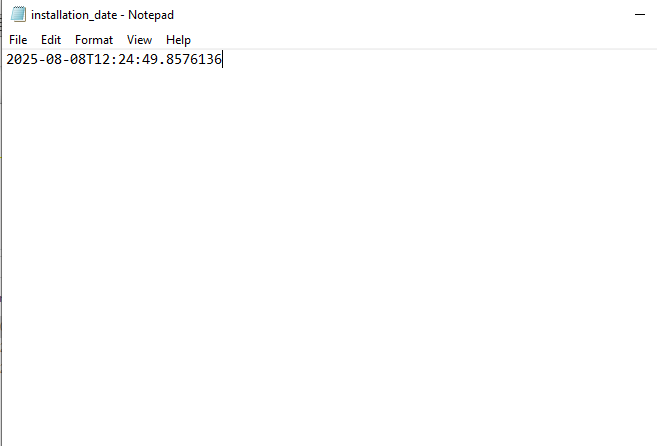 installation_date - Notepad
File Edit Format View Help
2025-08-08T12:24:49.8576136